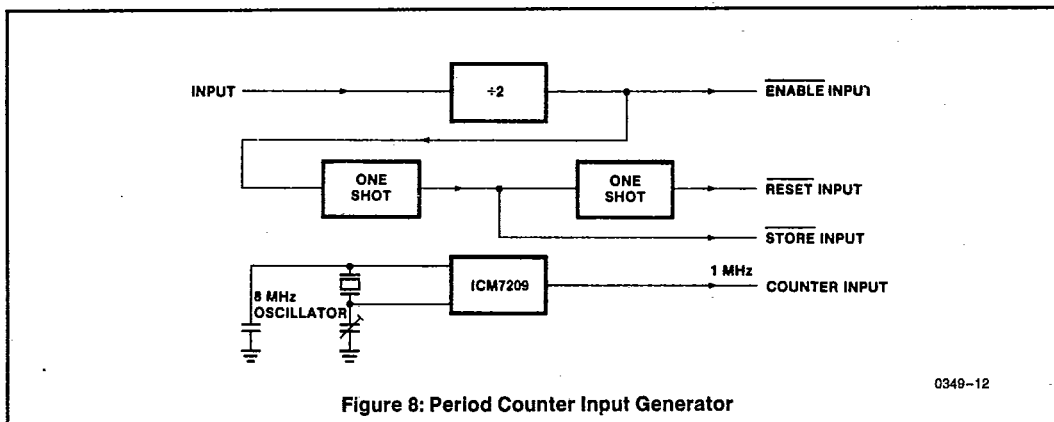 INPUT
÷2
ENABLE INPUT
ONE
SHOT
ONE
SHOT
RESET INPUT
STORE INPUT
8 MHz
OSCILLATOR
ICM7209
1 MHz
COUNTER INPUT
0349–12
Figure 8: Period Counter Input Generator